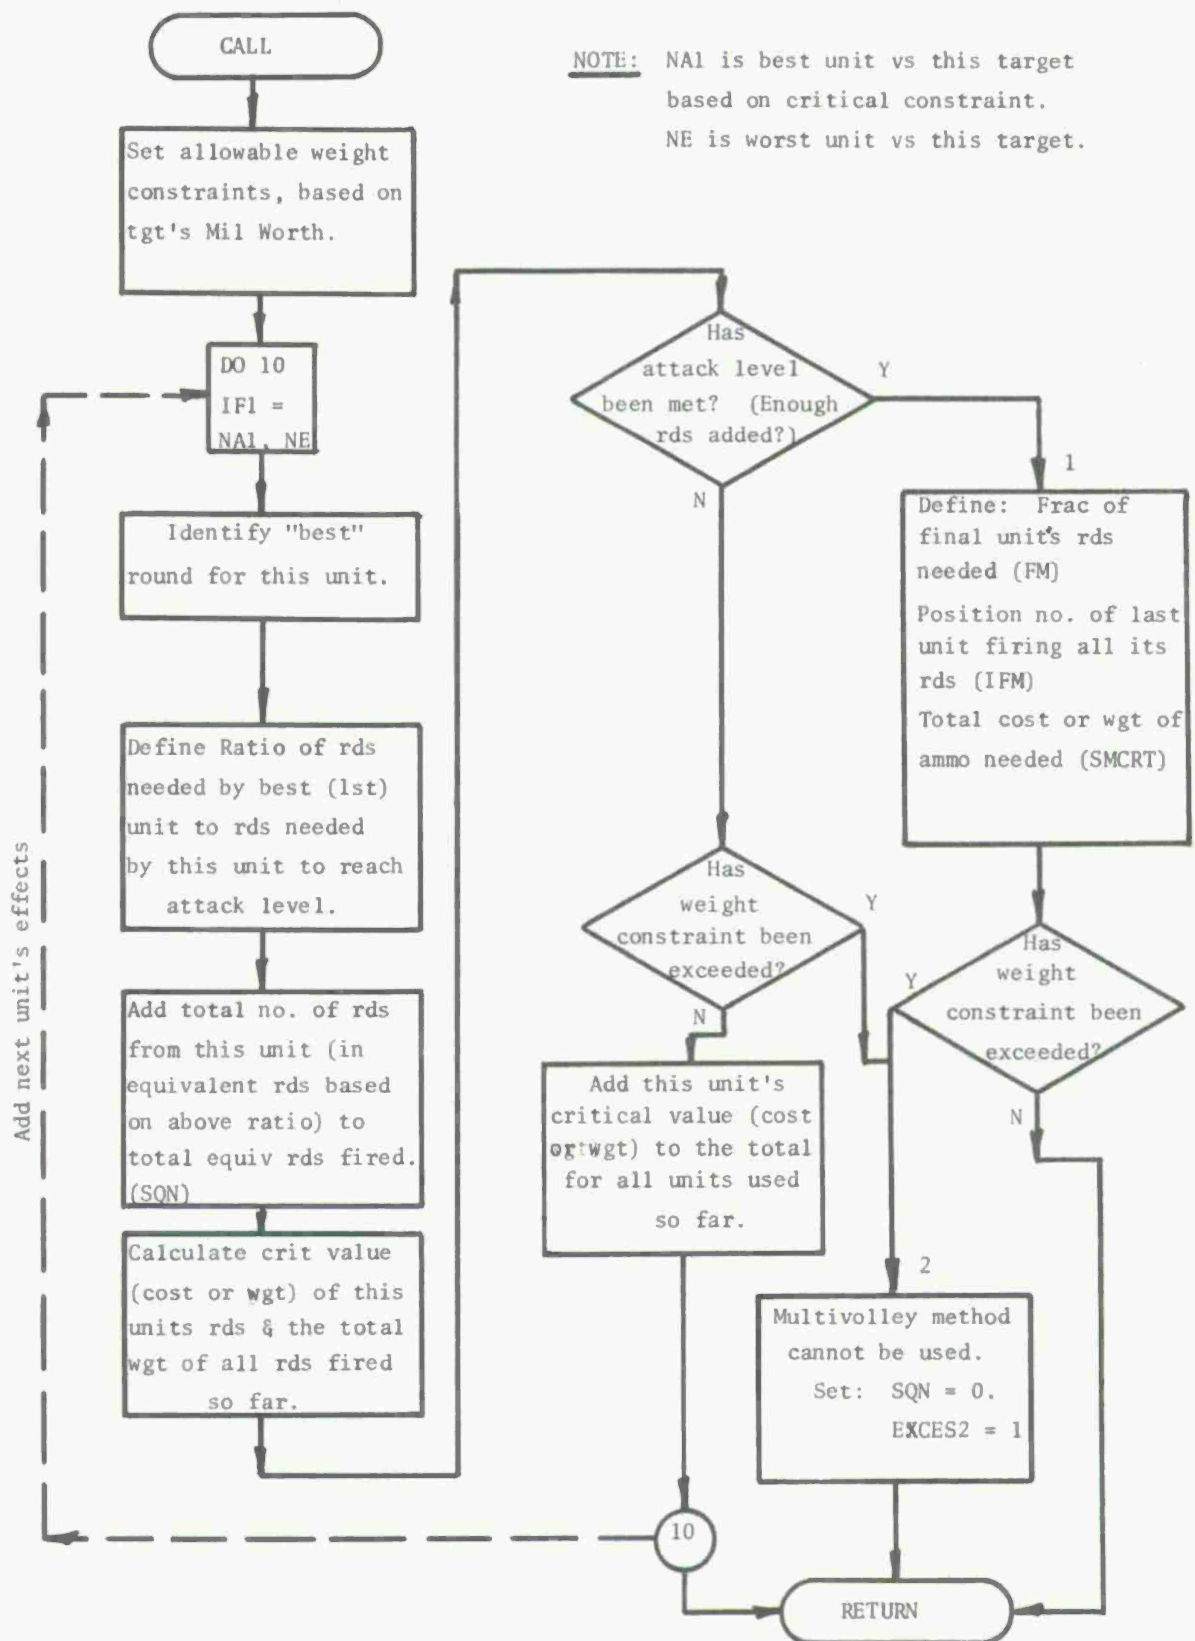 CALL
NOTE: NA1 is best unit vs this target
based on critical constraint.
NE is worst unit vs this target.
Set allowable weight
constraints, based on
tgt's Mil Worth.
DO 10
IF1 =
NA1, NE
Identify "best"
round for this unit.
Define Ratio of rds
needed by best (1st)
unit to rds needed
by this unit to reach
attack level.
Add total no. of rds
from this unit (in
equivalent rds based
on above ratio) to
total equiv rds fired.
(SQN)
Calculate crit value
(cost or wgt) of this
units rds & the total
wgt of all rds fired
so far.
Add next unit's effects
Has
attack level
been met? (Enough
rds added?)
Y
N
1
Define: Frac of
final unit's rds
needed (FM)
Position no. of last
unit firing all its
rds (IFM)
Total cost or wgt of
ammo needed (SMCRT)
Has
weight
constraint been
exceeded?
Y
N
Has
weight
constraint been
exceeded?
Y
N
Add this unit's
critical value (cost
or wgt) to the total
for all units used
so far.
2
Multivolley method
cannot be used.
Set: SQN = 0.
EXCES2 = 1
10
RETURN